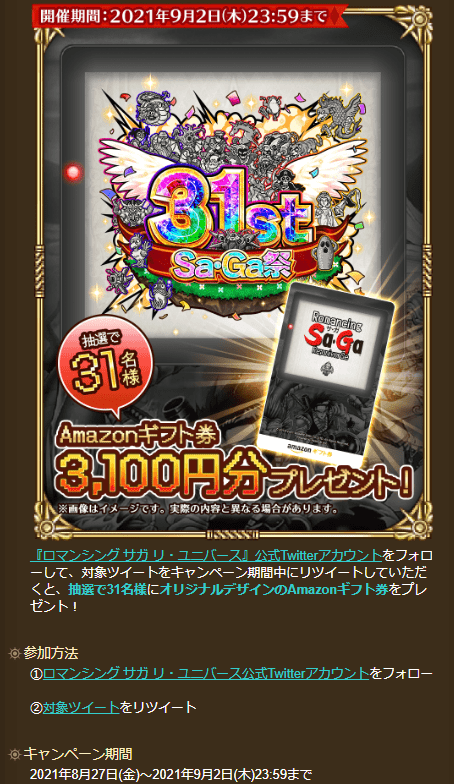 開催期間:2021年9月2日(木)23:59まで
31st
Sa・Ga祭
Romancing
サ・ガ
Sa・Ga
amazon ギフト券
抽選で
31名様
Amazonギフト券
3,100円分プレゼント!
※画像はイメージです。実際の内容と異なる場合があります。
『ロマンシング サガ リ・ユニバース』公式Twitterアカウントをフォロ
ーして、対象ツイートをキャンペーン期間中にリツイートしていただ
くと、抽選で31名様にオリジナルデザインのAmazonギフト券をプレ
ゼント!
参加方法
①ロマンシング サガ リ・ユニバース公式Twitterアカウントをフォロー
②対象ツイートをリツイート
キャンペーン期間
2021年8月27日(金)～2021年9月2日(木)23:59まで